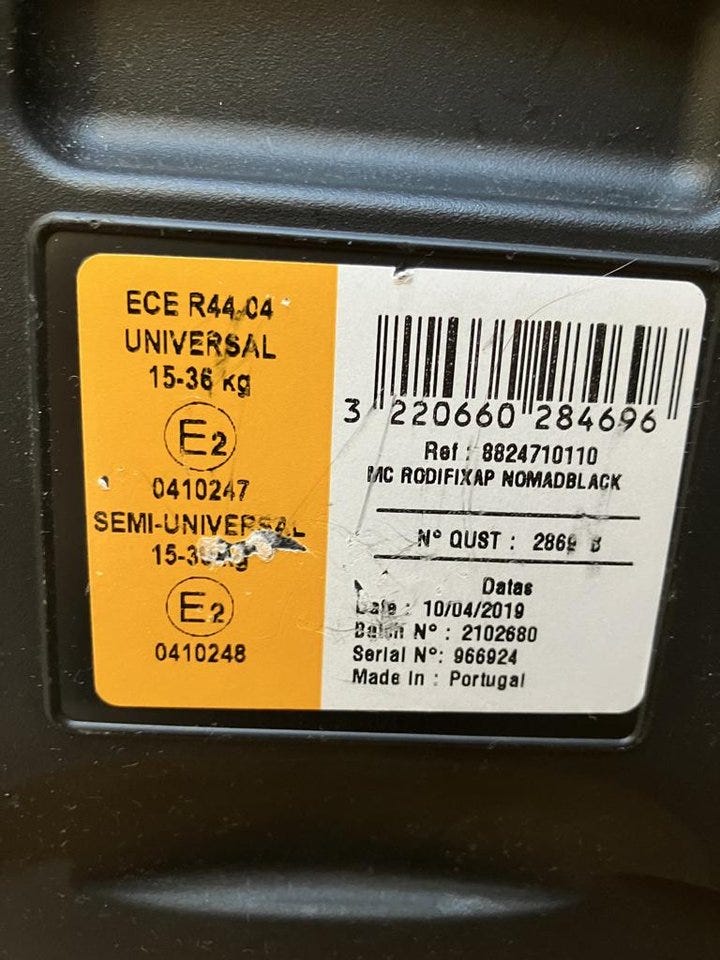 ECE R44.04
UNIVERSAL
15-36 kg
E2
0410247
SEMI-UNIVERSAL
E2
0410248
3 220660 284696
Ref : 8824710110
MC RODIFIXAP NOMADBLACK
N° QUST : 2869 B
Datas
Date : 10/04/2019
Batch N° : 2102680
Serial N°: 966924
Made In : Portugal